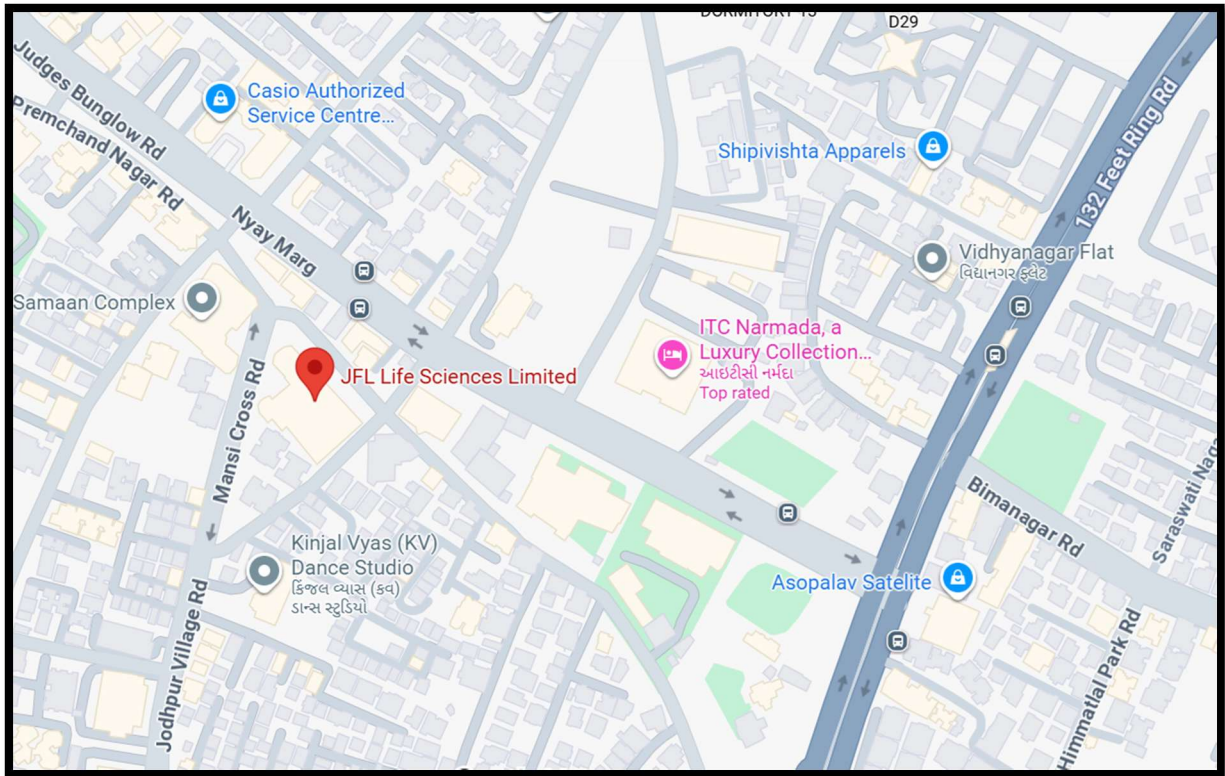 D29
Judges Bunglow Rd
Premchand Nagar Rd
Casio Authorized
Service Centre...
Shipivishta Apparels
132 Feet Ring Rd
Nyay Marg
Vidhyanagar Flat
વિદ્યાનગર ફ્લેટ
Samaan Complex
ITC Narmada, a
Luxury Collection...
આઇટીસી નર્મદા
Top rated
JFL Life Sciences Limited
Mansi Cross Rd
Bimanagar Rd
Saraswati Naga
Kinjal Vyas (KV)
Dance Studio
કિંજલ વ્યાસ (કવ)
ડાન્સ સ્ટુડિયો
Asopalav Satelite
Jodhpur Village Rd
Himmatlal Park Rd